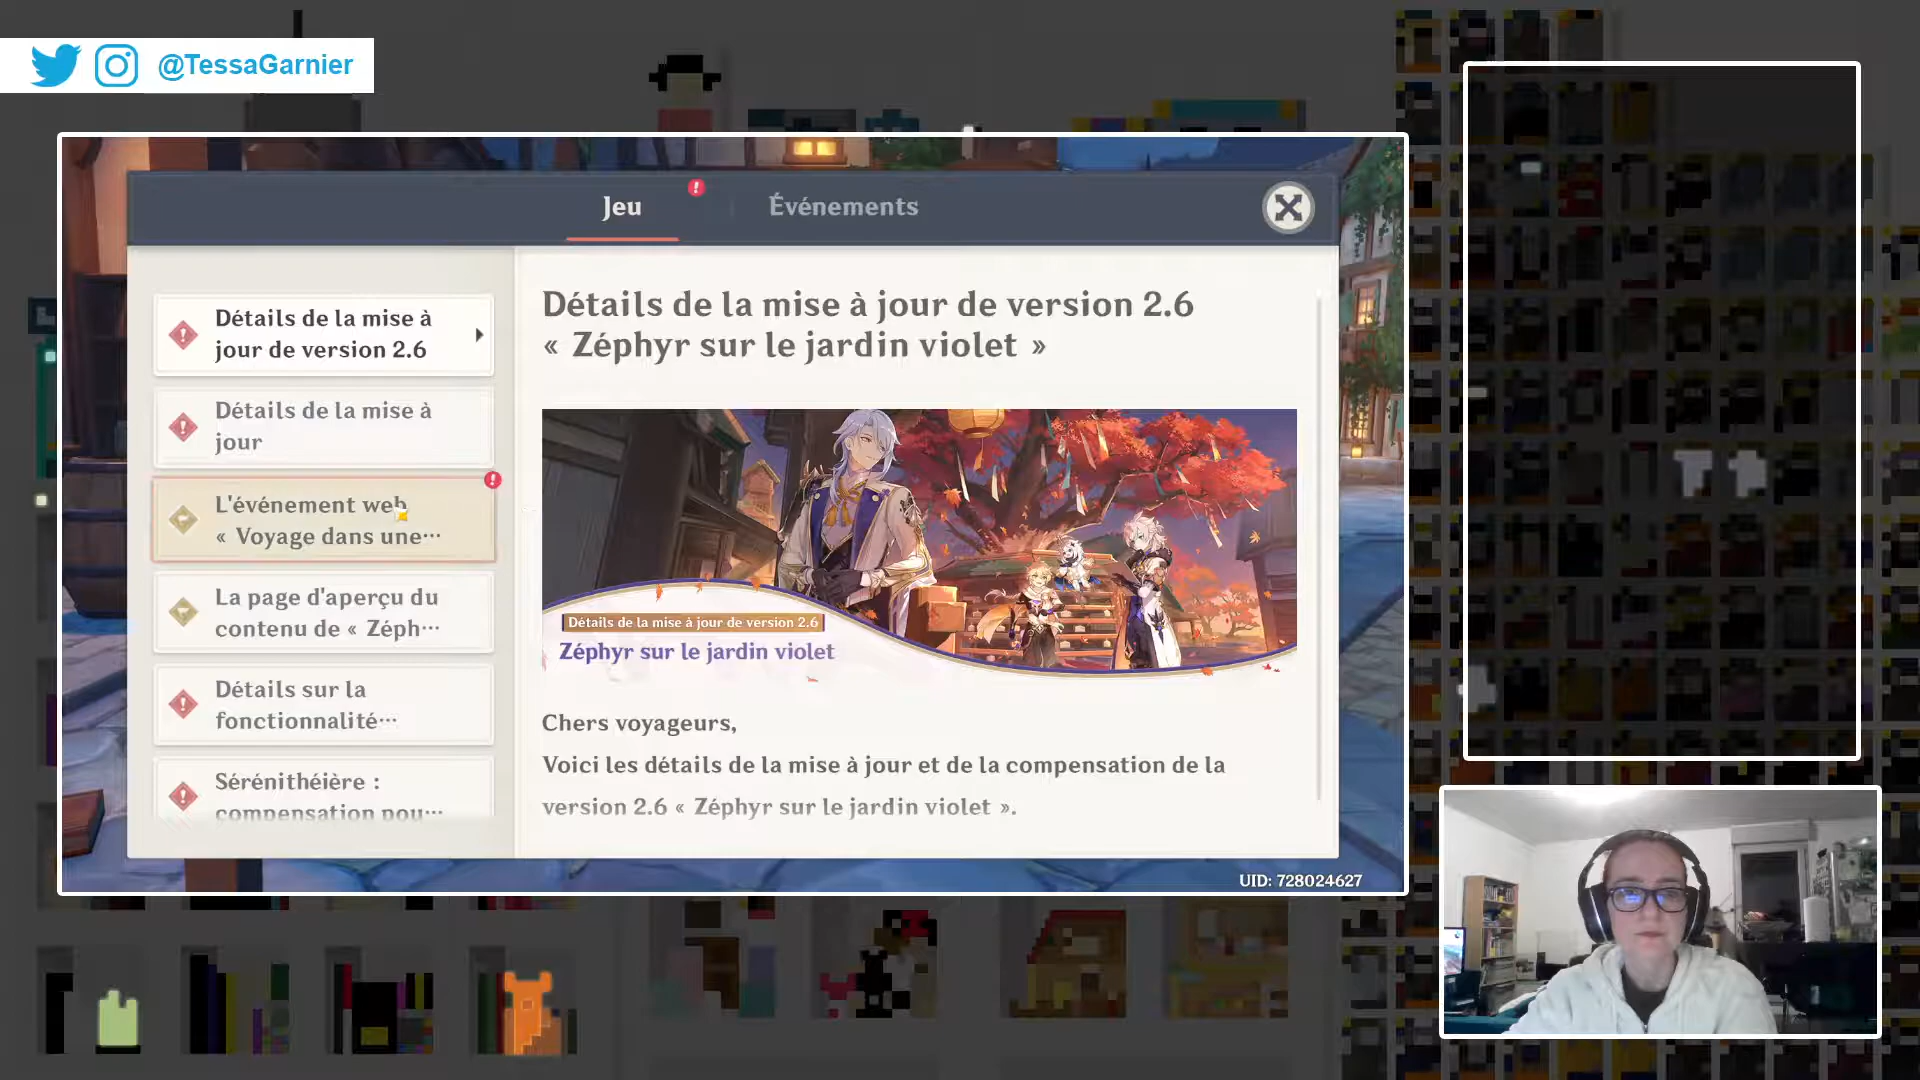 @TessaGarnier
Jeu
Événements
Détails de la mise à
jour de version 2.6
Détails de la mise à
jour
L'événement web
« Voyage dans une···
La page d'aperçu du
contenu de « Zéph···
Détails sur la
fonctionnalité···
Sérénithéière :
compensation pou···
Détails de la mise à jour de version 2.6
« Zéphyr sur le jardin violet »
Détails de la mise à jour de version 2.6
Zéphyr sur le jardin violet
Chers voyageurs,
Voici les détails de la mise à jour et de la compensation de la
version 2.6 « Zéphyr sur le jardin violet ».
UID: 728024627